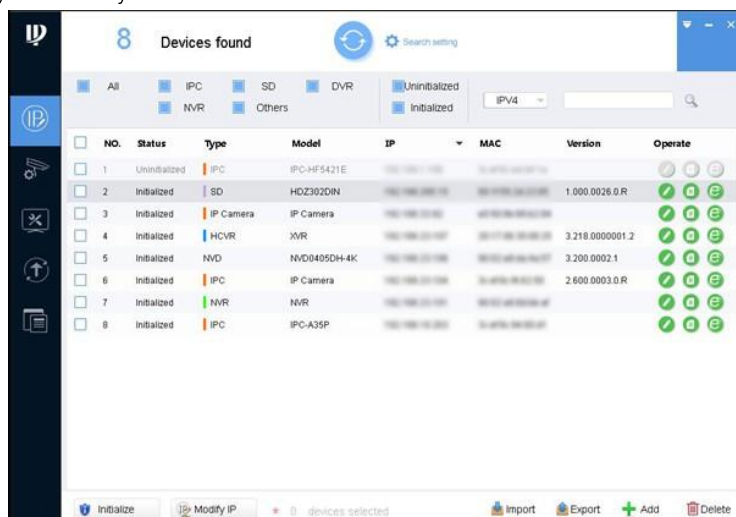 8 Devices found Search setting
All IPC SD DVR Uninitialized
NVR Others Initialized
IPV4
NO. Status Type Model IP MAC Version Operate
1 Uninitialized IPC IPC-HF5421E
2 Initialized SD HDZ302DIN 1.000.0026.0.R
3 Initialized IP Camera IP Camera
4 Initialized HCVR XVR 3.218.0000001.2
5 Initialized NVD NVD0405DH-4K 3.200.0002.1
6 Initialized IPC IP Camera 2.600.0003.0.R
7 Initialized NVR NVR
8 Initialized IPC IPC-A35P
Initialize Modify IP * 0 devices selected Import Export Add Delete